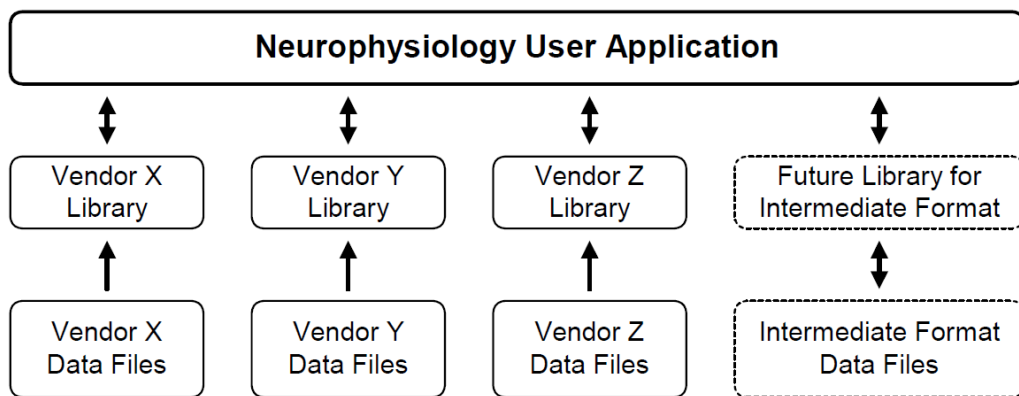 Neurophysiology User Application
Vendor X
Library
Vendor Y
Library
Vendor Z
Library
Future Library for
Intermediate Format
Vendor X
Data Files
Vendor Y
Data Files
Vendor Z
Data Files
Intermediate Format
Data Files